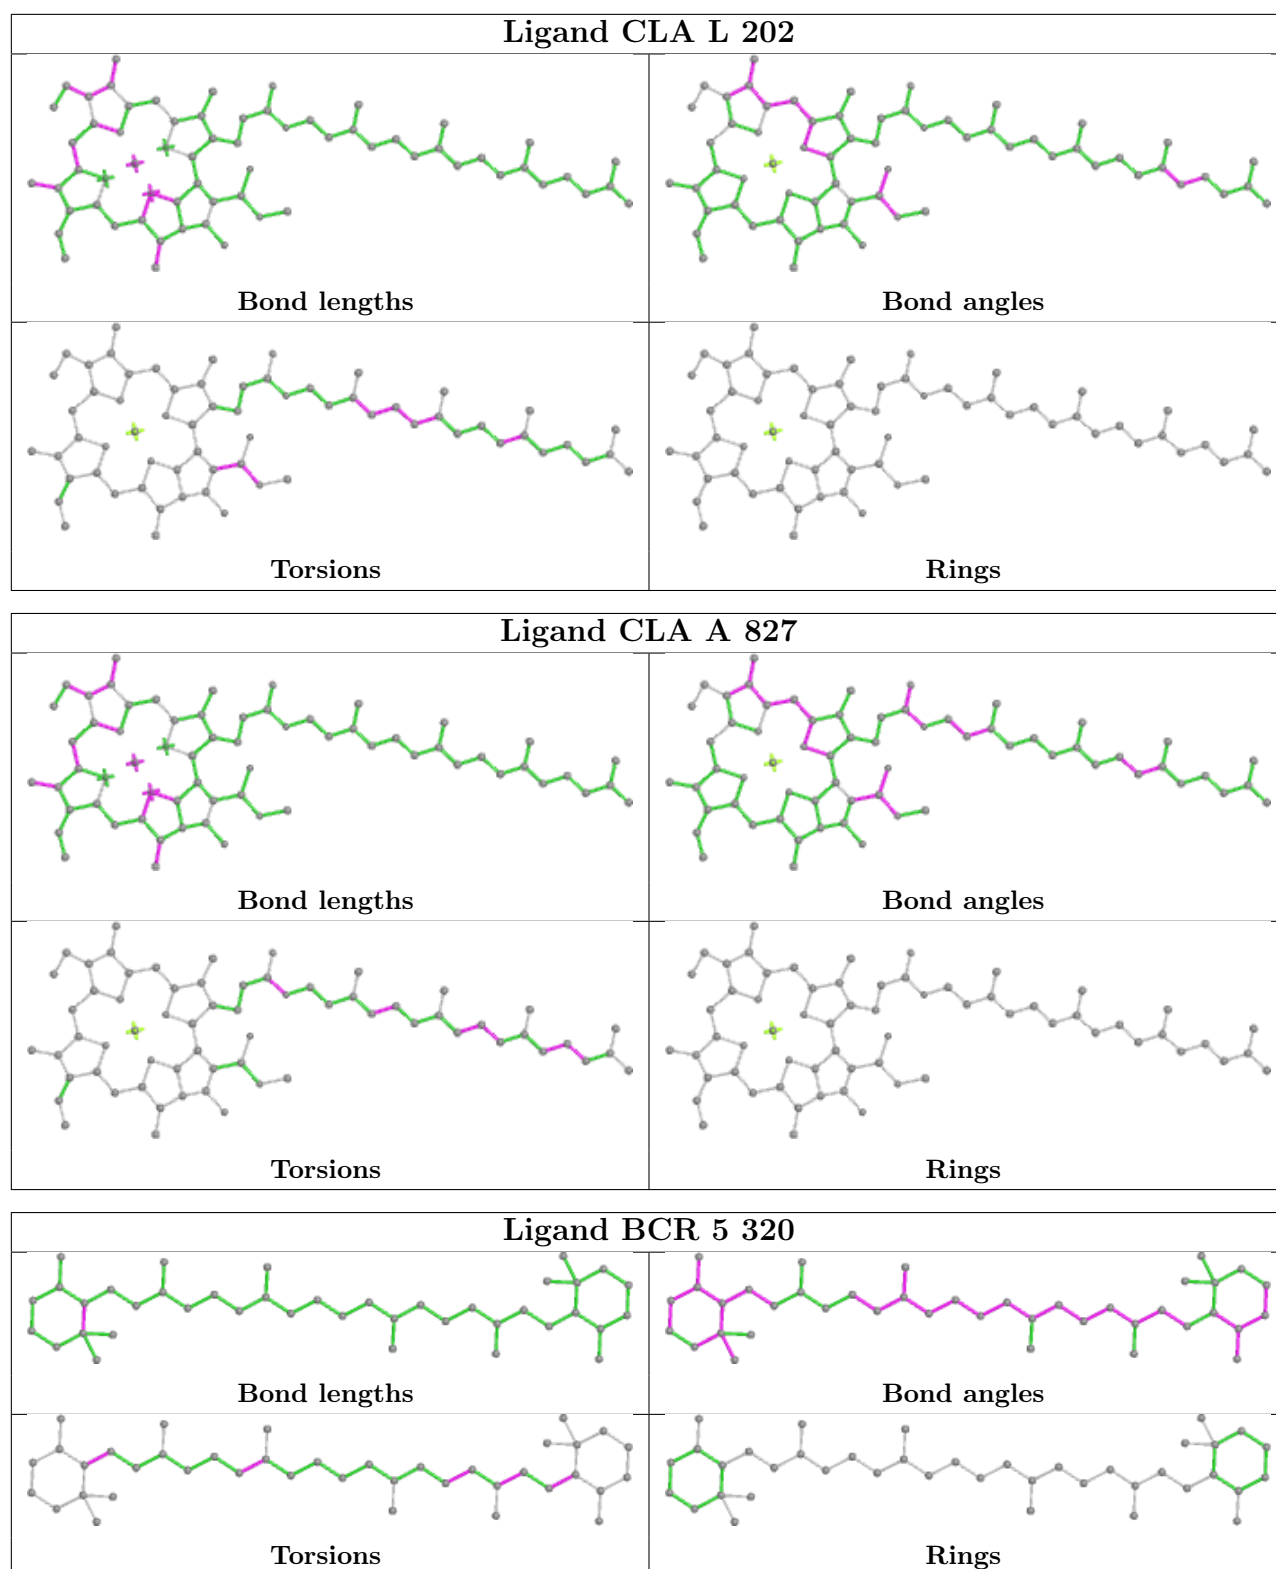 Ligand CLA L 202
Bond lengths
Bond angles
Torsions
Rings
Ligand CLA A 827
Bond lengths
Bond angles
Torsions
Rings
Ligand BCR 5 320
Bond lengths
Bond angles
Torsions
Rings